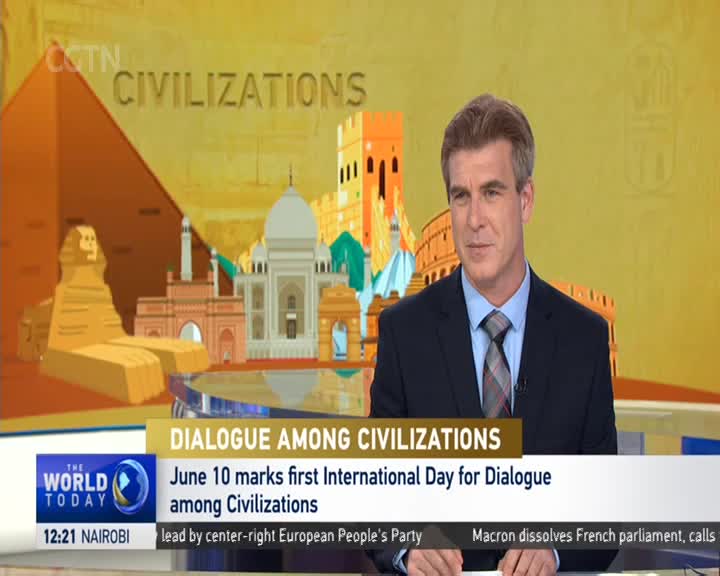 CGTN
CIVILIZATIONS
DIALOGUE AMONG CIVILIZATIONS
June 10 marks first International Day for Dialogue
among Civilizations
THE
WORLD
TODAY
12:21 NAIROBI
lead by center-right European People's Party
Macron dissolves French parliament, calls